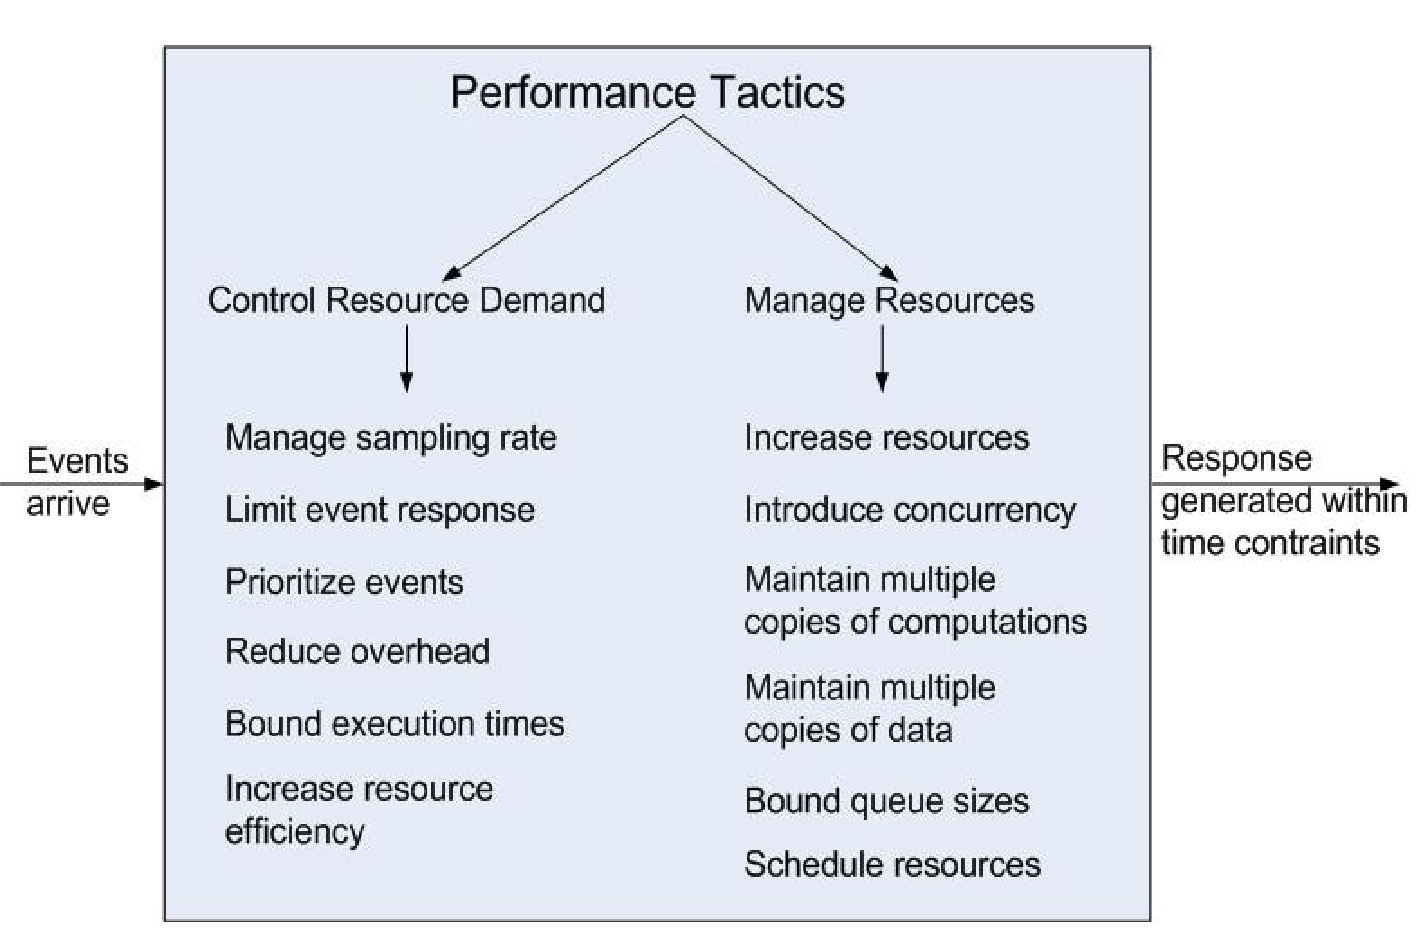 Performance Tactics
Control Resource Demand
Manage sampling rate
Limit event response
Prioritize events
Reduce overhead
Bound execution times
Increase resource
efficiency
Manage Resources
Increase resources
Introduce concurrency
Maintain multiple
copies of computations
Maintain multiple
copies of data
Bound queue sizes
Schedule resources
Events
arrive
Response
generated within
time contraints